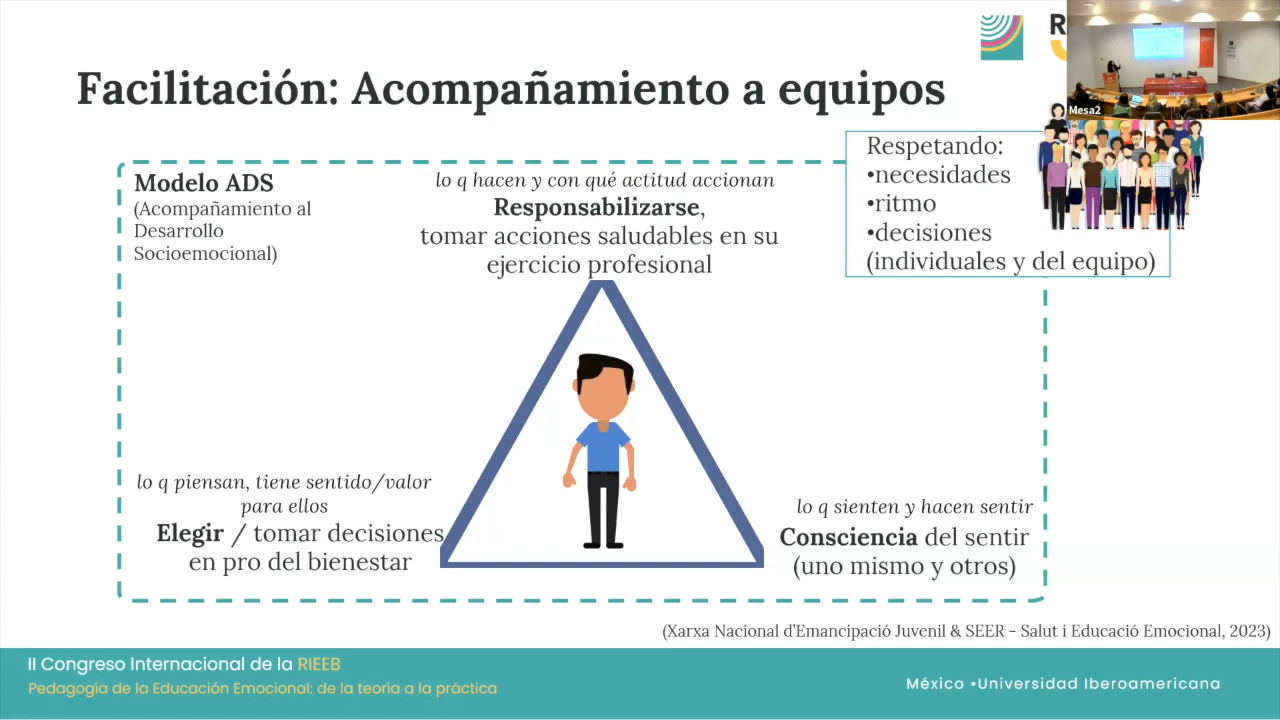 Facilitación: Acompañamiento a equipos
R
Mesa2
Modelo ADS
(Acompañamiento al
Desarrollo
Socioemocional)
lo q hacen y con qué actitud accionan
Responsabilizarse,
tomar acciones saludables en su
ejercicio profesional
Respetando:
•necesidades
•ritmo
•decisiones
(individuales y del equipo)
lo q piensan, tiene sentido/valor
para ellos
Elegir / tomar decisiones
en pro del bienestar
lo q sienten y hacen sentir
Consciencia del sentir
(uno mismo y otros)
(Xarxa Nacional d'Emancipació Juvenil & SEER - Salut i Educació Emocional, 2023)
II Congreso Internacional de la RIEEB
Pedagogía de la Educación Emocional: de la teoría a la práctica
México •Universidad Iberoamericana